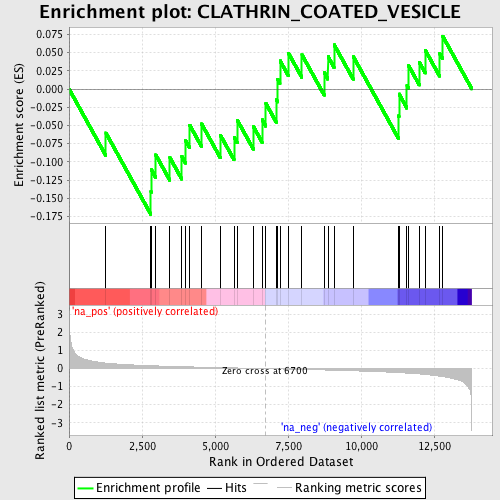 Enrichment plot: CLATHRIN_COATED_VESICLE
Enrichment score (ES)
0.075
0.050
0.025
0.000
-0.025
-0.050
-0.075
-0.100
-0.125
-0.150
-0.175
'na_pos' (positively correlated)
Ranked list metric (PreRanked)
3
2
1
0
-1
-2
-3
Zero cross at 6700
'na_neg' (negatively correlated)
0
2,500
5,000
7,500
10,000
12,500
Rank in Ordered Dataset
Enrichment profile
Hits
Ranking metric scores